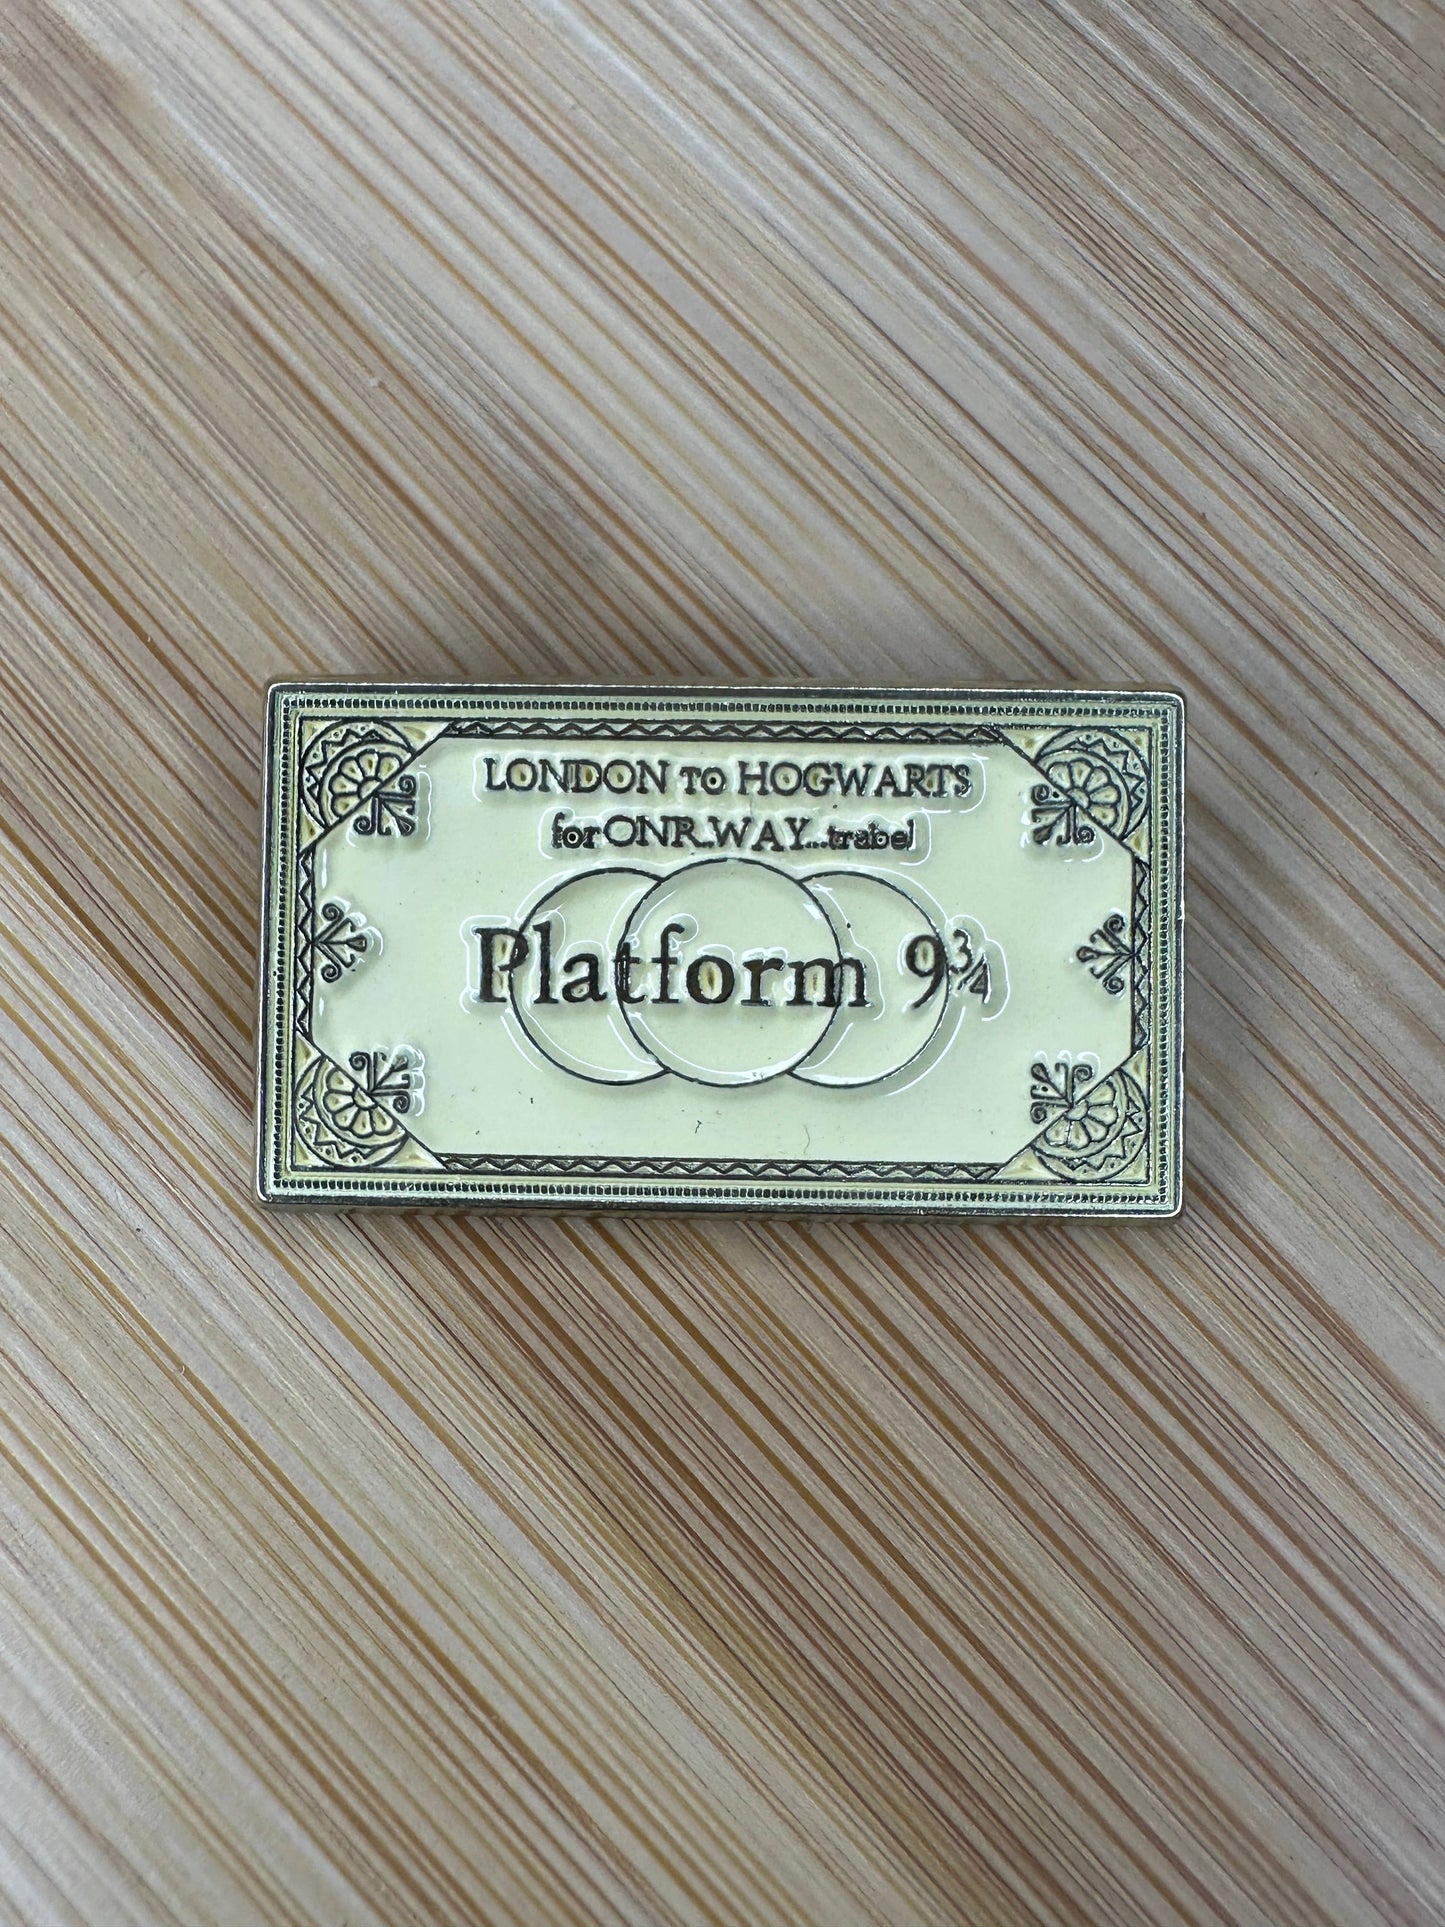 LONDON TO HOGWARTS
for ONR.WAY...trabel
Platform 9¾